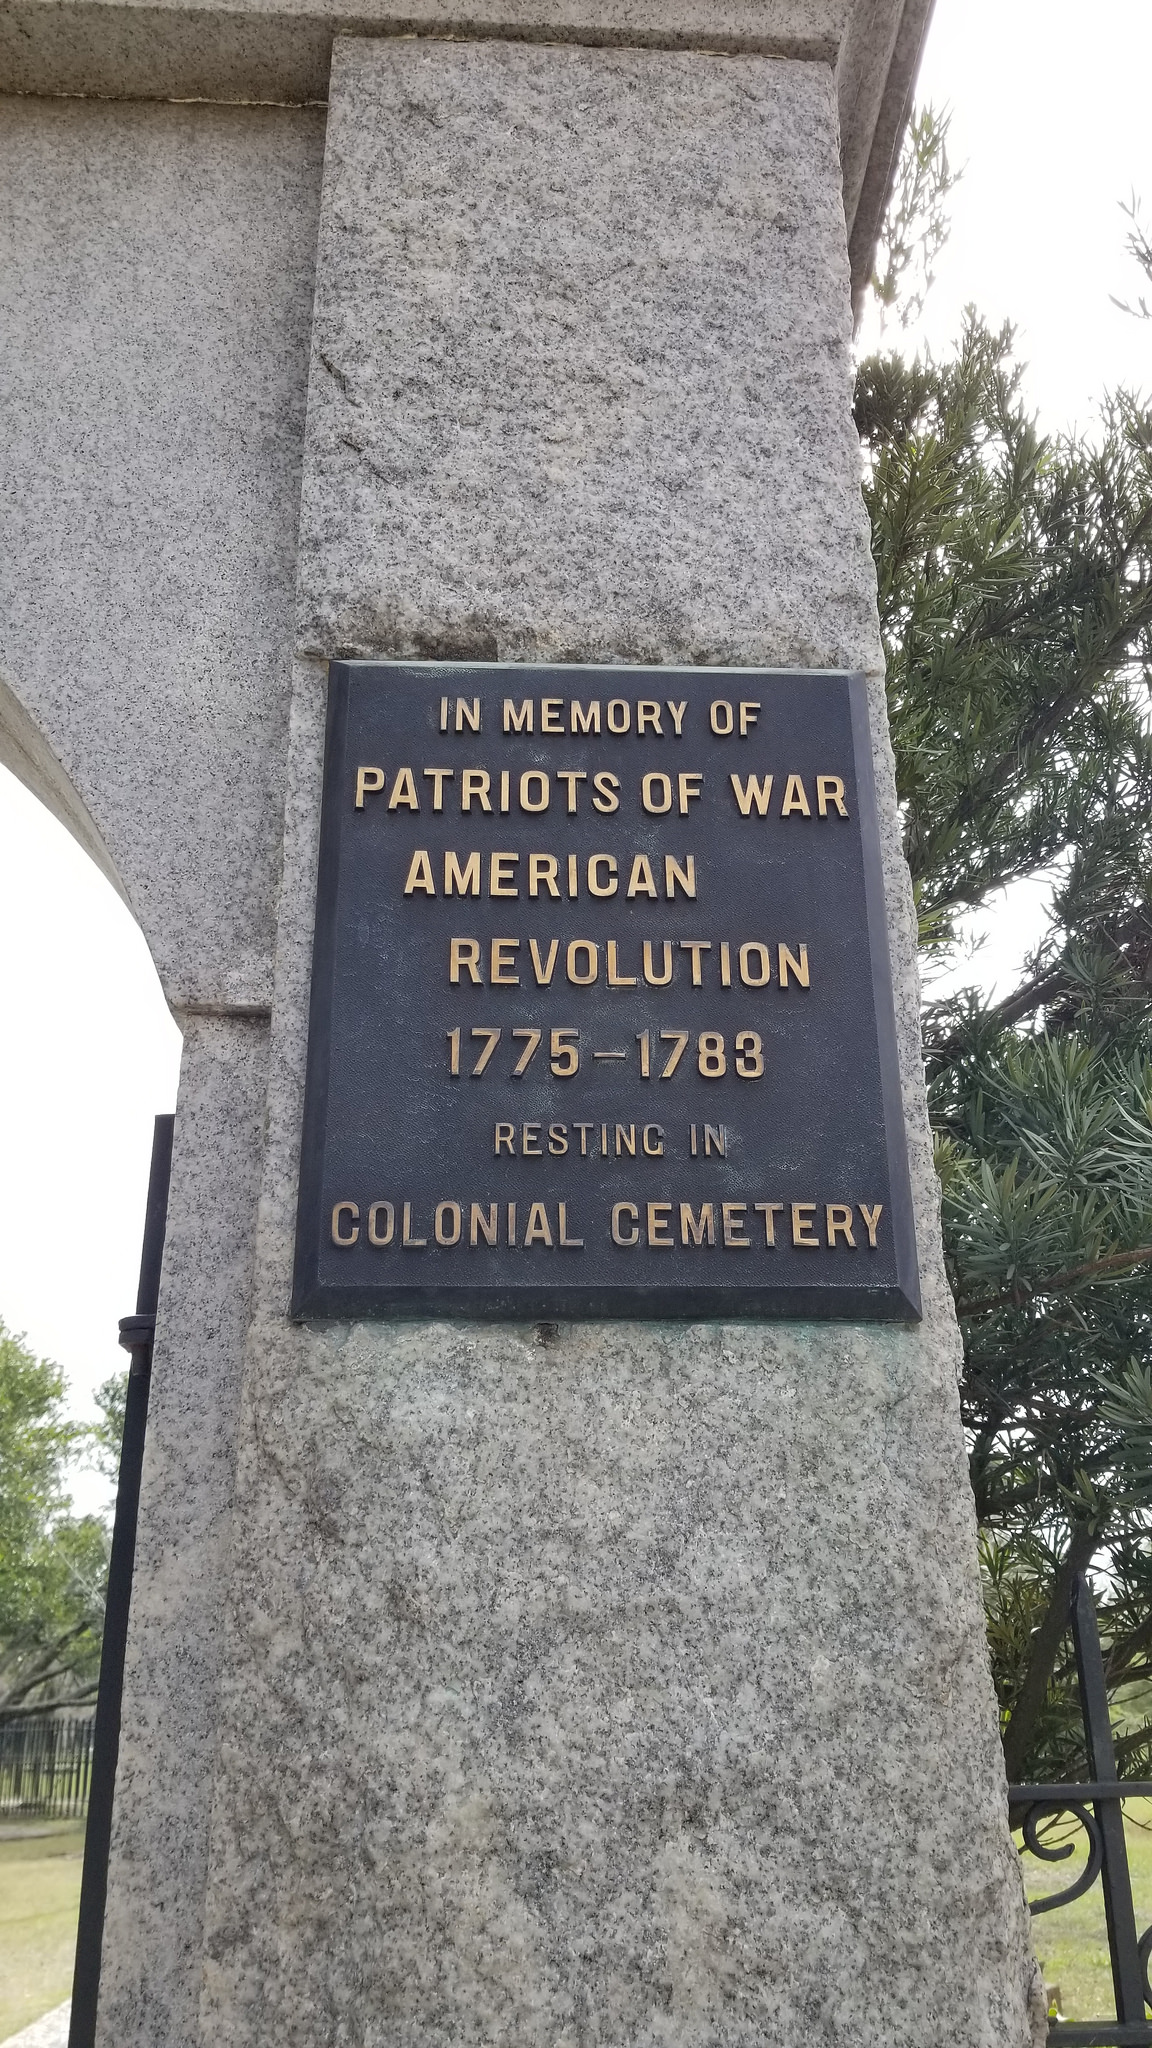 IN MEMORY OF
PATRIOTS OF WAR
AMERICAN
REVOLUTION
1775-1783
RESTING IN
COLONIAL CEMETERY